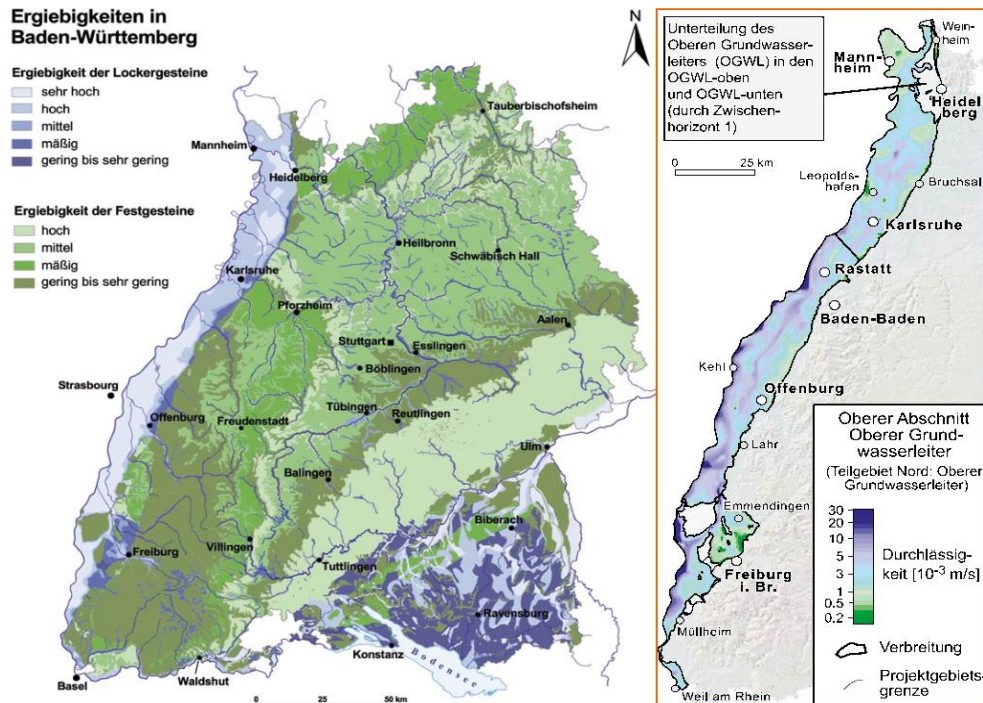 Ergiebigkeiten in
Baden-Württemberg
Ergiebigkeit der Lockergesteine
sehr hoch
hoch
mittel
mäßig
gering bis sehr gering
Ergiebigkeit der Festgesteine
hoch
mittel
mäßig
gering bis sehr gering
N
Tauberbischofsheim
Mannheim
Heidelberg
Heilbronn
Schwäbisch Hall
Karlsruhe
Pforzheim
Aalen
Stuttgart
Esslingen
Böblingen
Strasbourg
Tübingen
Reutlingen
Offenburg
Freudenstadt
Ulm
Balingen
Biberach
Villingen
Freiburg
Tuttlingen
Ravensburg
Konstanz
Bodensee
Waldshut
Basel
0 25 50 km
Unterteilung des
Oberen Grundwasser-
leiters (OGWL) in den
OGWL-oben
und OGWL-unten
(durch Zwischen-
horizont 1)
0 25 km
Wein-
heim
Mann-
heim
Heidel
berg
Leopolds-
hafen
Bruchsal
Karlsruhe
Rastatt
Baden-Baden
Kehl
Offenburg
Lahr
Emmendingen
Freiburg
i. Br.
Müllheim
Weil am Rhein
Oberer Abschnitt
Oberer Grund-
wasserleiter
(Teilgebiet Nord: Oberer
Grundwasserleiter)
30
20
10
5
3
1
0.5
0.2
Durchlässig-
keit [10⁻³ m/s]
Verbreitung
Projektgebiets-
grenze